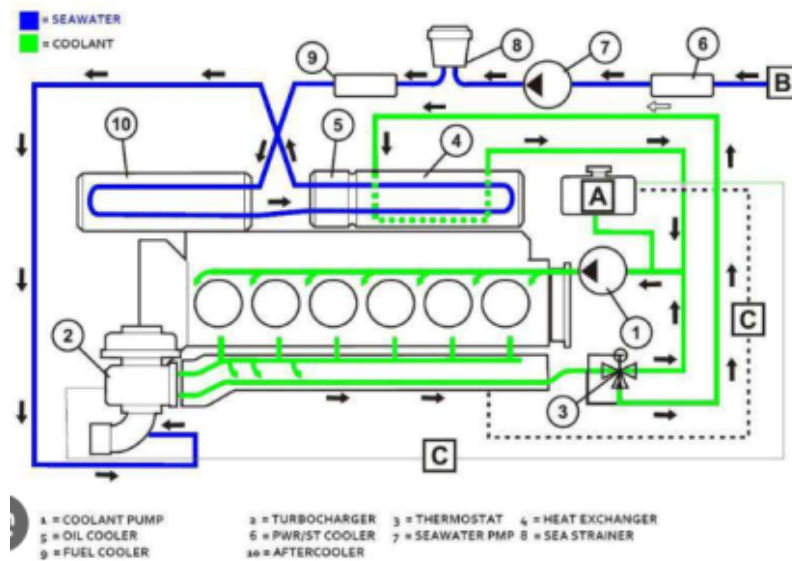 = SEAWATER
= COOLANT
9
8
7
6
B
10
5
4
A
C
2
1
3
C
1 = COOLANT PUMP 2 = TURBOCHARGER 3 = THERMOSTAT 4 = HEAT EXCHANGER
5 = OIL COOLER 6 = PWR/ST COOLER 7 = SEAWATER PMP 8 = SEA STRAINER
9 = FUEL COOLER 10 = AFTERCOOLER